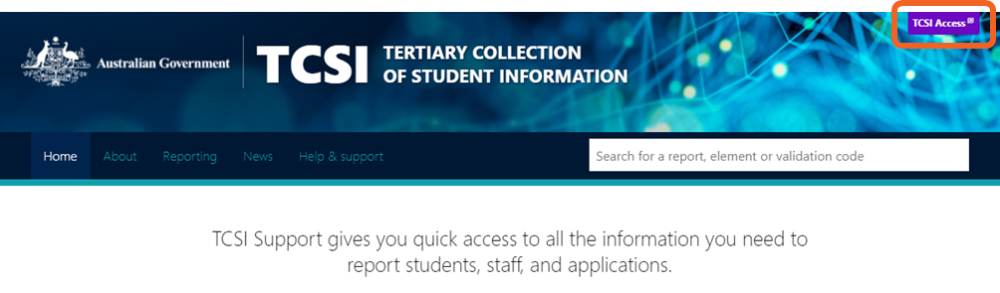 TCSI Access
Australian Government
TCSI
TERTIARY COLLECTION
OF STUDENT INFORMATION
Home
About
Reporting
News
Help & support
Search for a report, element or validation code
TCSI Support gives you quick access to all the information you need to
report students, staff, and applications.